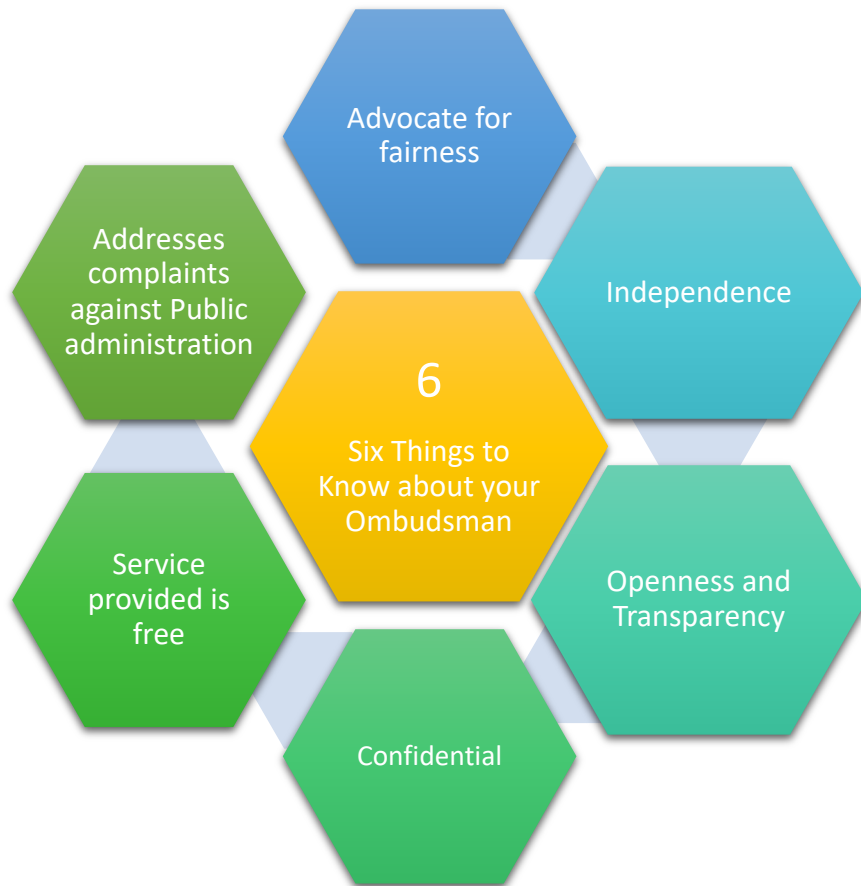 Advocate for
fairness
Independence
Openness and
Transparency
Confidential
Service
provided is
free
Addresses
complaints
against Public
administration
6
Six Things to
Know about your
Ombudsman